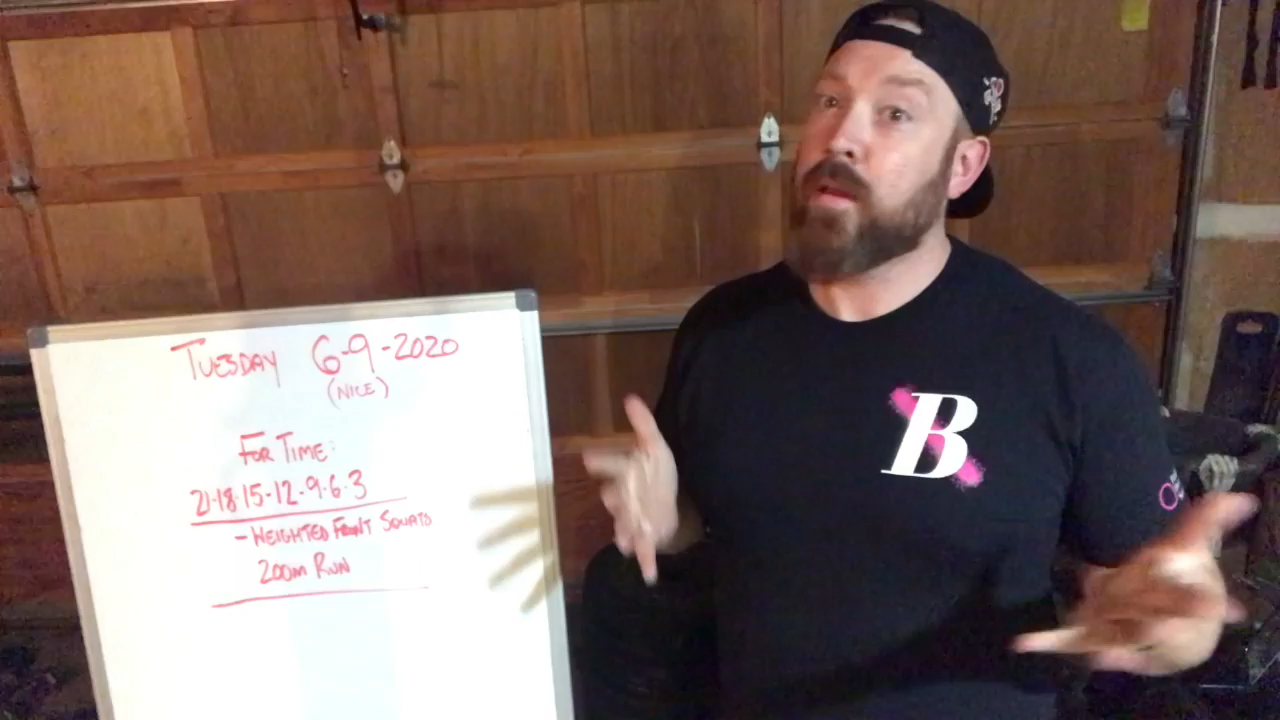 TUESDAY 6-9-2020
(NICE)
FOR TIME:
21-18-15-12-9-6-3
- WEIGHTED FRONT SQUATS
200M RUN
B